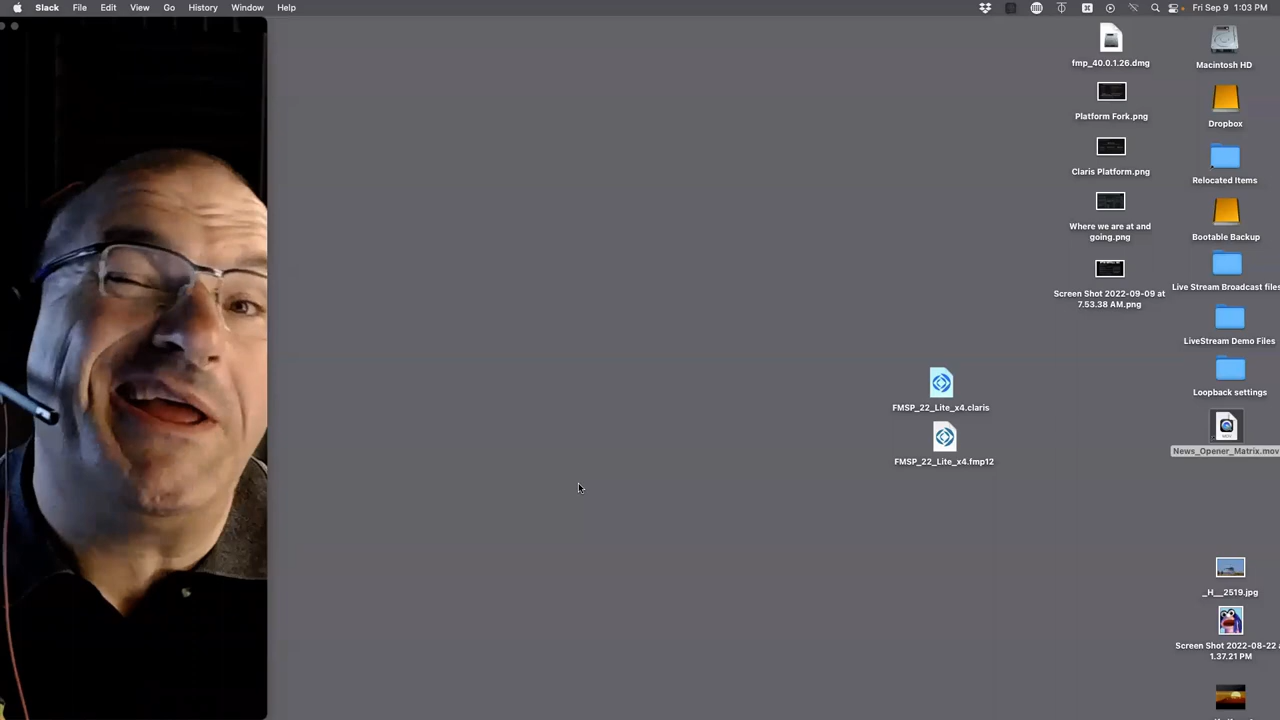 Slack File Edit View Go History Window Help
Fri Sep 9 1:03 PM
fmp_40.0.1.26.dmg
Macintosh HD
Platform Fork.png
Dropbox
Claris Platform.png
Relocated Items
Where we are at and
going.png
Bootable Backup
Screen Shot 2022-09-09 at
7.53.38 AM.png
Live Stream Broadcast files
LiveStream Demo Files
Loopback settings
FMSP_22_Lite_x4.claris
News_Opener_Matrix.mov
FMSP_22_Lite_x4.fmp12
_H__2519.jpg
Screen Shot 2022-08-22 a
1.37.21 PM